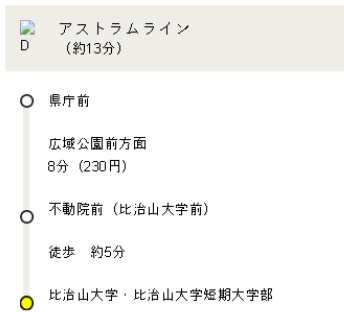 D
アストラムライン
（約13分）
県庁前
広域公園前方面
8分（230円）
不動院前（比治山大学前）
徒歩　約5分
比治山大学・比治山大学短期大学部